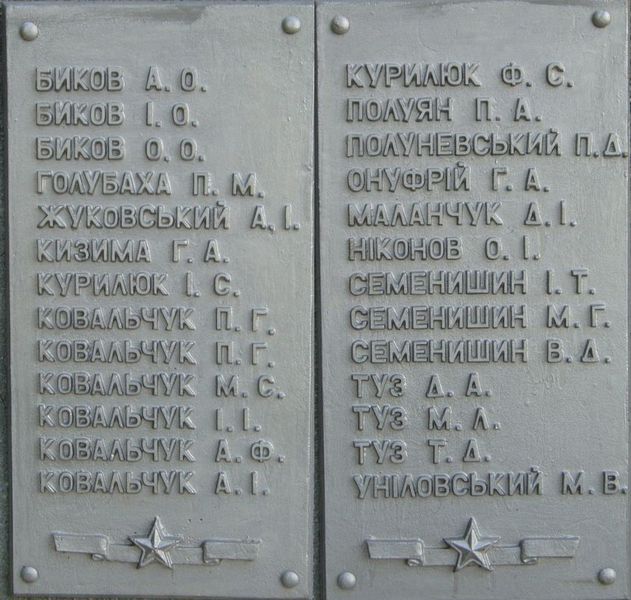 БИКОВ А. О.
БИКОВ І. О.
БИКОВ О. О.
ГОЛУБАХА П. М.
ЖУКОВСЬКИЙ А. І.
КИЗИМА Г. А.
КУРИЛЮК І. С.
КОВАЛЬЧУК П. Г.
КОВАЛЬЧУК П. Г.
КОВАЛЬЧУК М. С.
КОВАЛЬЧУК І. І.
КОВАЛЬЧУК А. Ф.
КОВАЛЬЧУК А. І.
КУРИЛЮК Ф. С.
ПОЛУЯН П. А.
ПОЛУНЕВСЬКИЙ П. Д.
ОНУФРІЙ Г. А.
МАЛАНЧУК Д. І.
НІКОНОВ О. І.
СЕМЕНИШИН І. Т.
СЕМЕНИШИН М. Г.
СЕМЕНИШИН В. Д.
ТУЗ Д. А.
ТУЗ М. Л.
ТУЗ Т. Д.
УНІЛОВСЬКИЙ М. В.